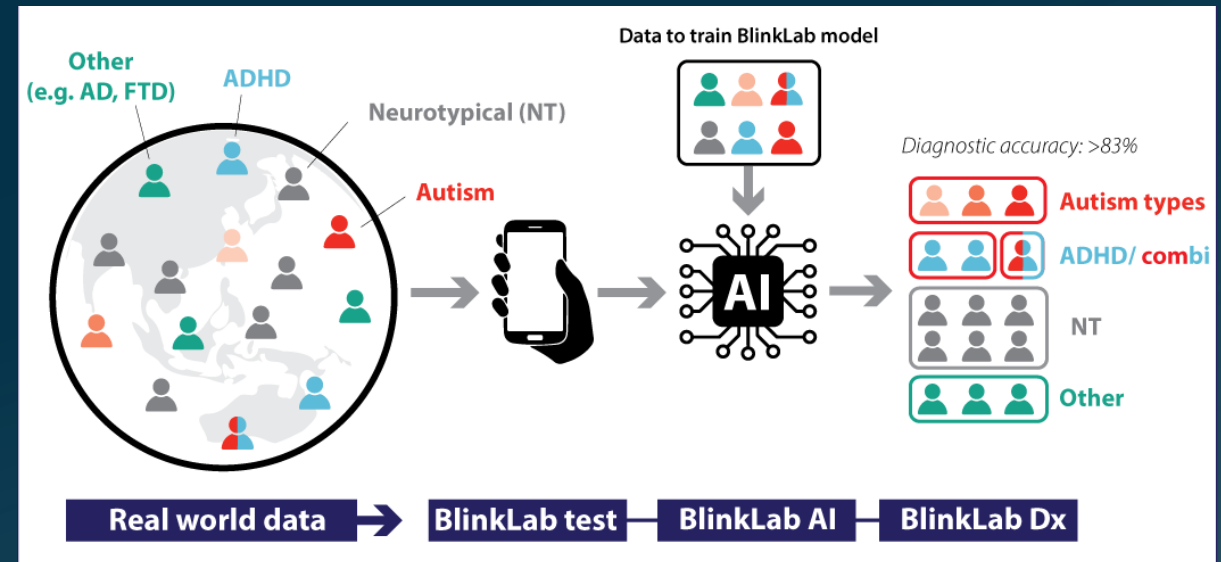 Data to train BlinkLab model
Other
(e.g. AD, FTD)
ADHD
Neurotypical (NT)
Autism
AI
Diagnostic accuracy: >83%
Autism types
ADHD/ combi
NT
Other
Real world data
BlinkLab test
BlinkLab AI
BlinkLab Dx